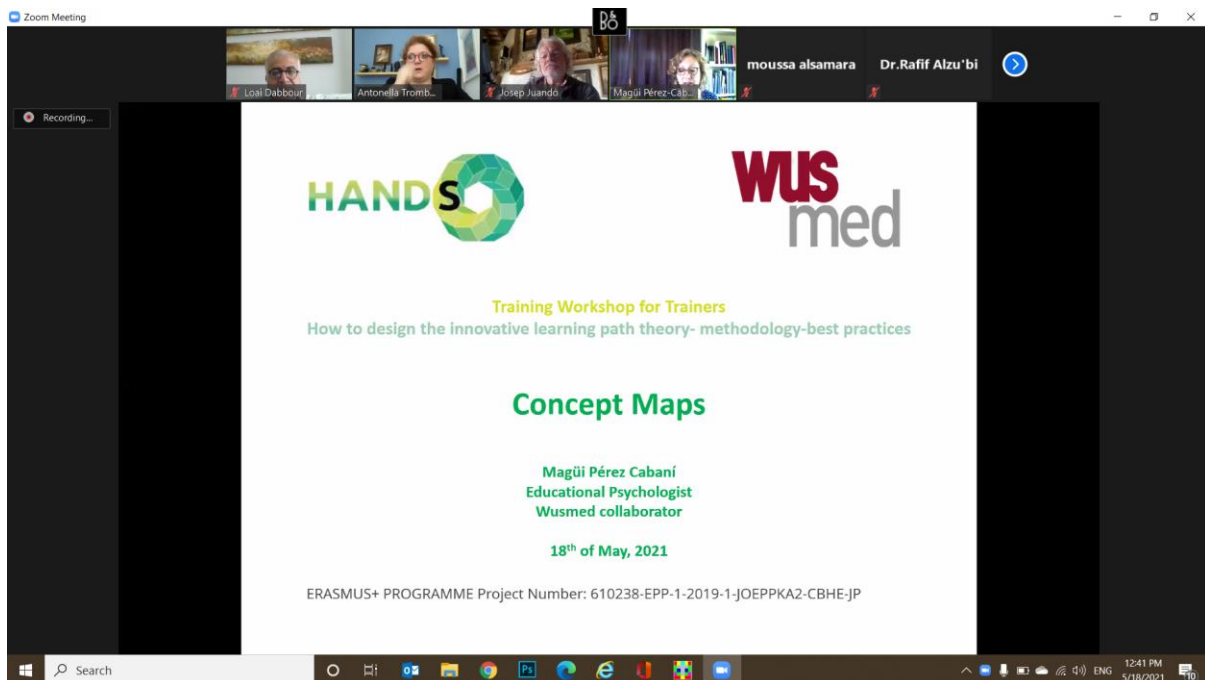 Zoom Meeting
Loai Dabbour
Antonella Tromb...
Josep Juandó
Magüi Pérez-Cab...
moussa alsamara
Dr.Rafif Alzu'bi
Recording...
HANDS
wus
med
Training Workshop for Trainers
How to design the innovative learning path theory- methodology-best practices
Concept Maps
Magüi Pérez Cabaní
Educational Psychologist
Wusmed collaborator
18th of May, 2021
ERASMUS+ PROGRAMME Project Number: 610238-EPP-1-2019-1-JOEPPKA2-CBHE-JP
Search
Ps
ENG
12:41 PM
5/18/2021